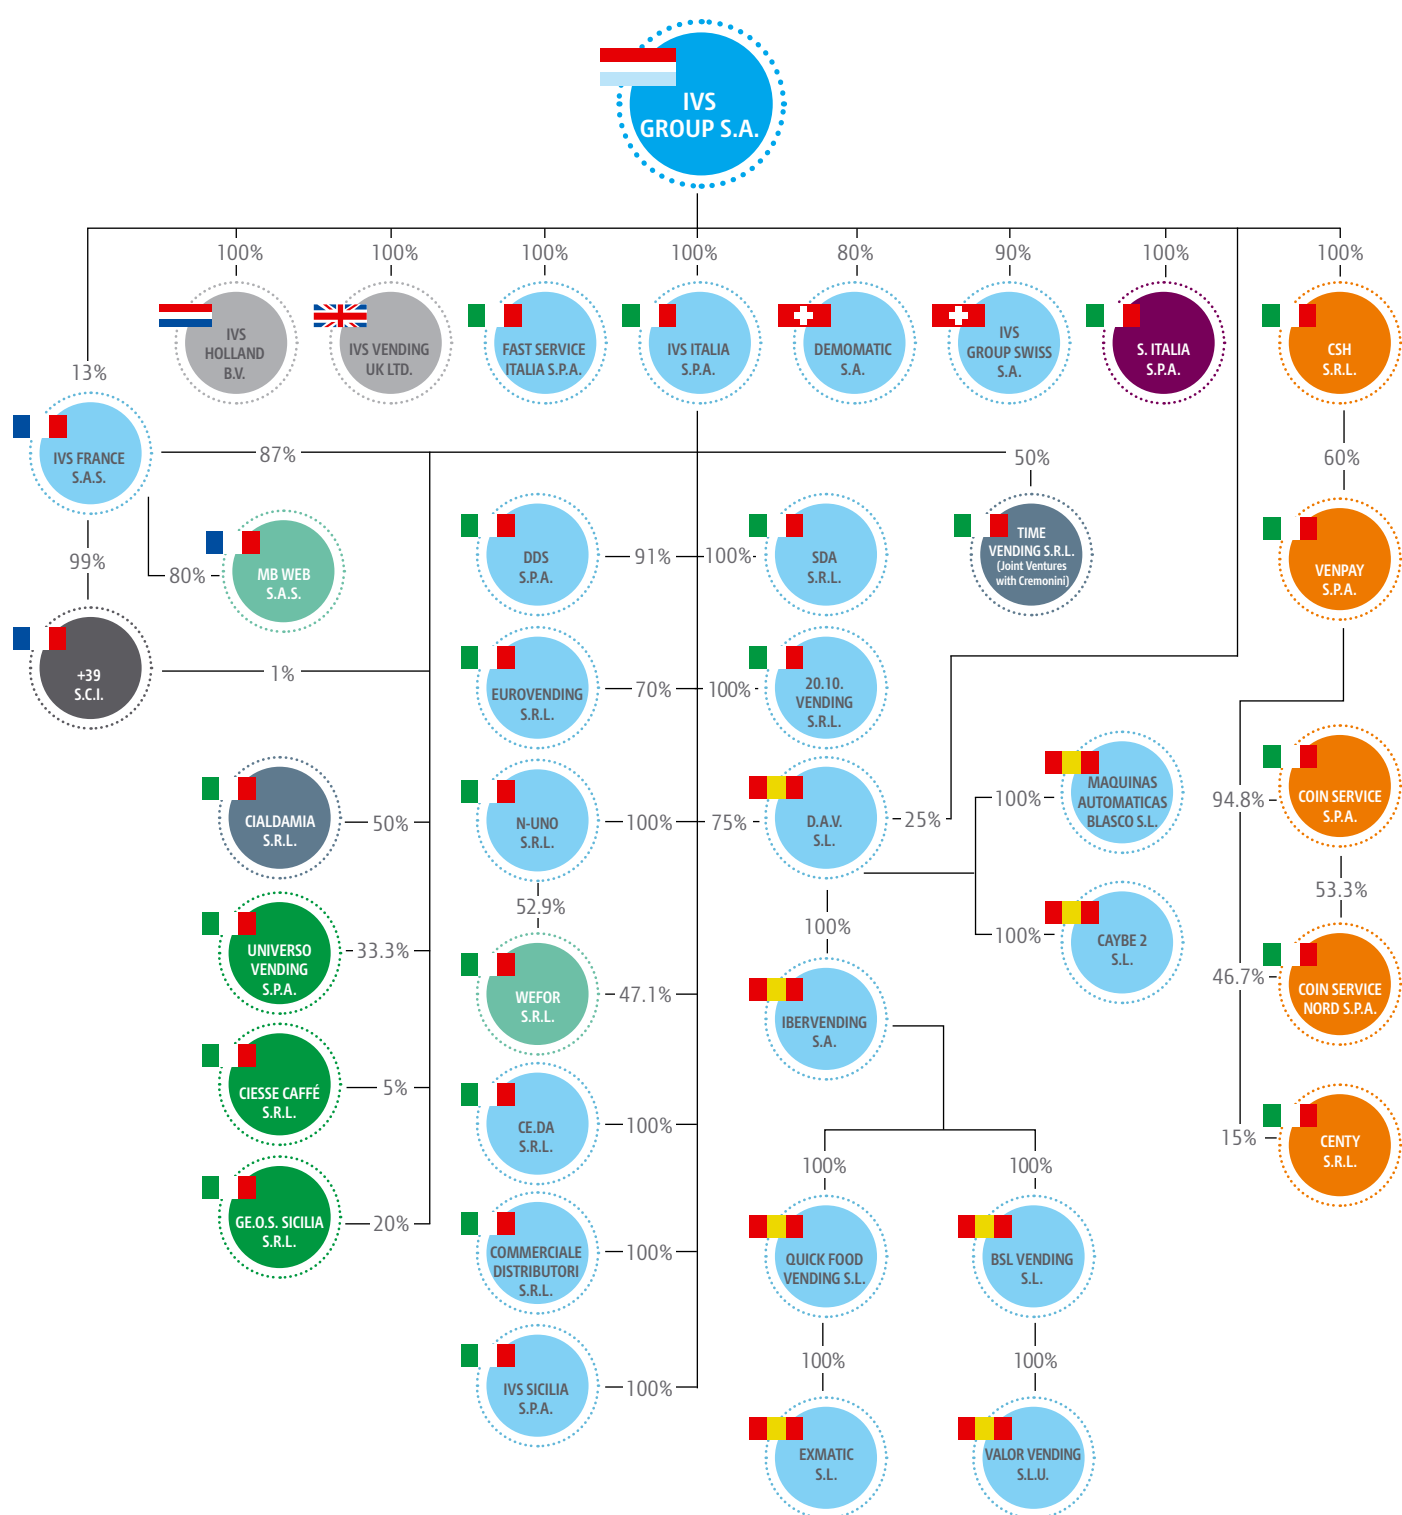 IVS
GROUP S.A.
100%
100%
100%
100%
80%
90%
100%
100%
IVS
HOLLAND
B.V.
IVS VENDING
UK LTD.
FAST SERVICE
ITALIA S.P.A.
IVS ITALIA
S.P.A.
DEMOMATIC
S.A.
IVS
GROUP SWISS
S.A.
S. ITALIA
S.P.A.
CSH
S.R.L.
13%
IVS FRANCE
S.A.S.
87%
50%
60%
99%
80%
MB WEB
S.A.S.
DDS
S.P.A.
91%
100%
SDA
S.R.L.
TIME
VENDING S.R.L.
(Joint Ventures
with Cremonini)
VENPAY
S.P.A.
+39
S.C.I.
1%
EUROVENDING
S.R.L.
70%
100%
20.10.
VENDING
S.R.L.
CIALDAMIA
S.R.L.
50%
N-UNO
S.R.L.
100%
75%
D.A.V.
S.L.
25%
100%
MAQUINAS
AUTOMATICAS
BLASCO S.L.
94.8%
COIN SERVICE
S.P.A.
52.9%
100%
100%
CAYBE 2
S.L.
53.3%
UNIVERSO
VENDING
S.P.A.
33.3%
WEFOR
S.R.L.
47.1%
IBERVENDING
S.A.
46.7%
COIN SERVICE
NORD S.P.A.
CIESSE CAFFÉ
S.R.L.
5%
CE.DA
S.R.L.
100%
15%
CENTY
S.R.L.
100%
100%
GE.O.S. SICILIA
S.R.L.
20%
COMMERCIALE
DISTRIBUTORI
S.R.L.
100%
QUICK FOOD
VENDING S.L.
BSL VENDING
S.L.
100%
100%
IVS SICILIA
S.P.A.
100%
EXMATIC
S.L.
VALOR VENDING
S.L.U.